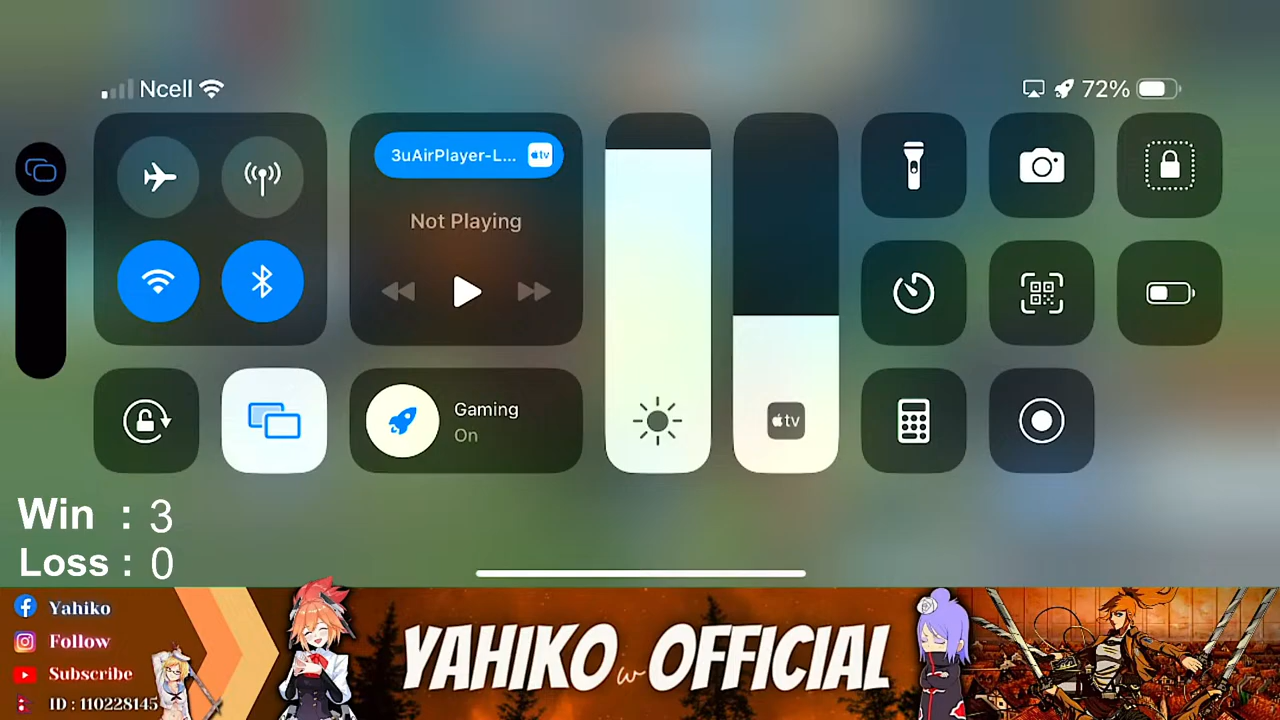 Ncell
72%
3uAirPlayer-L...
tv
Not Playing
Gaming
On
tv
Win : 3
Loss : 0
Yahiko
Follow
Subscribe
ID : 110228145
YAHIKO OFFICIAL